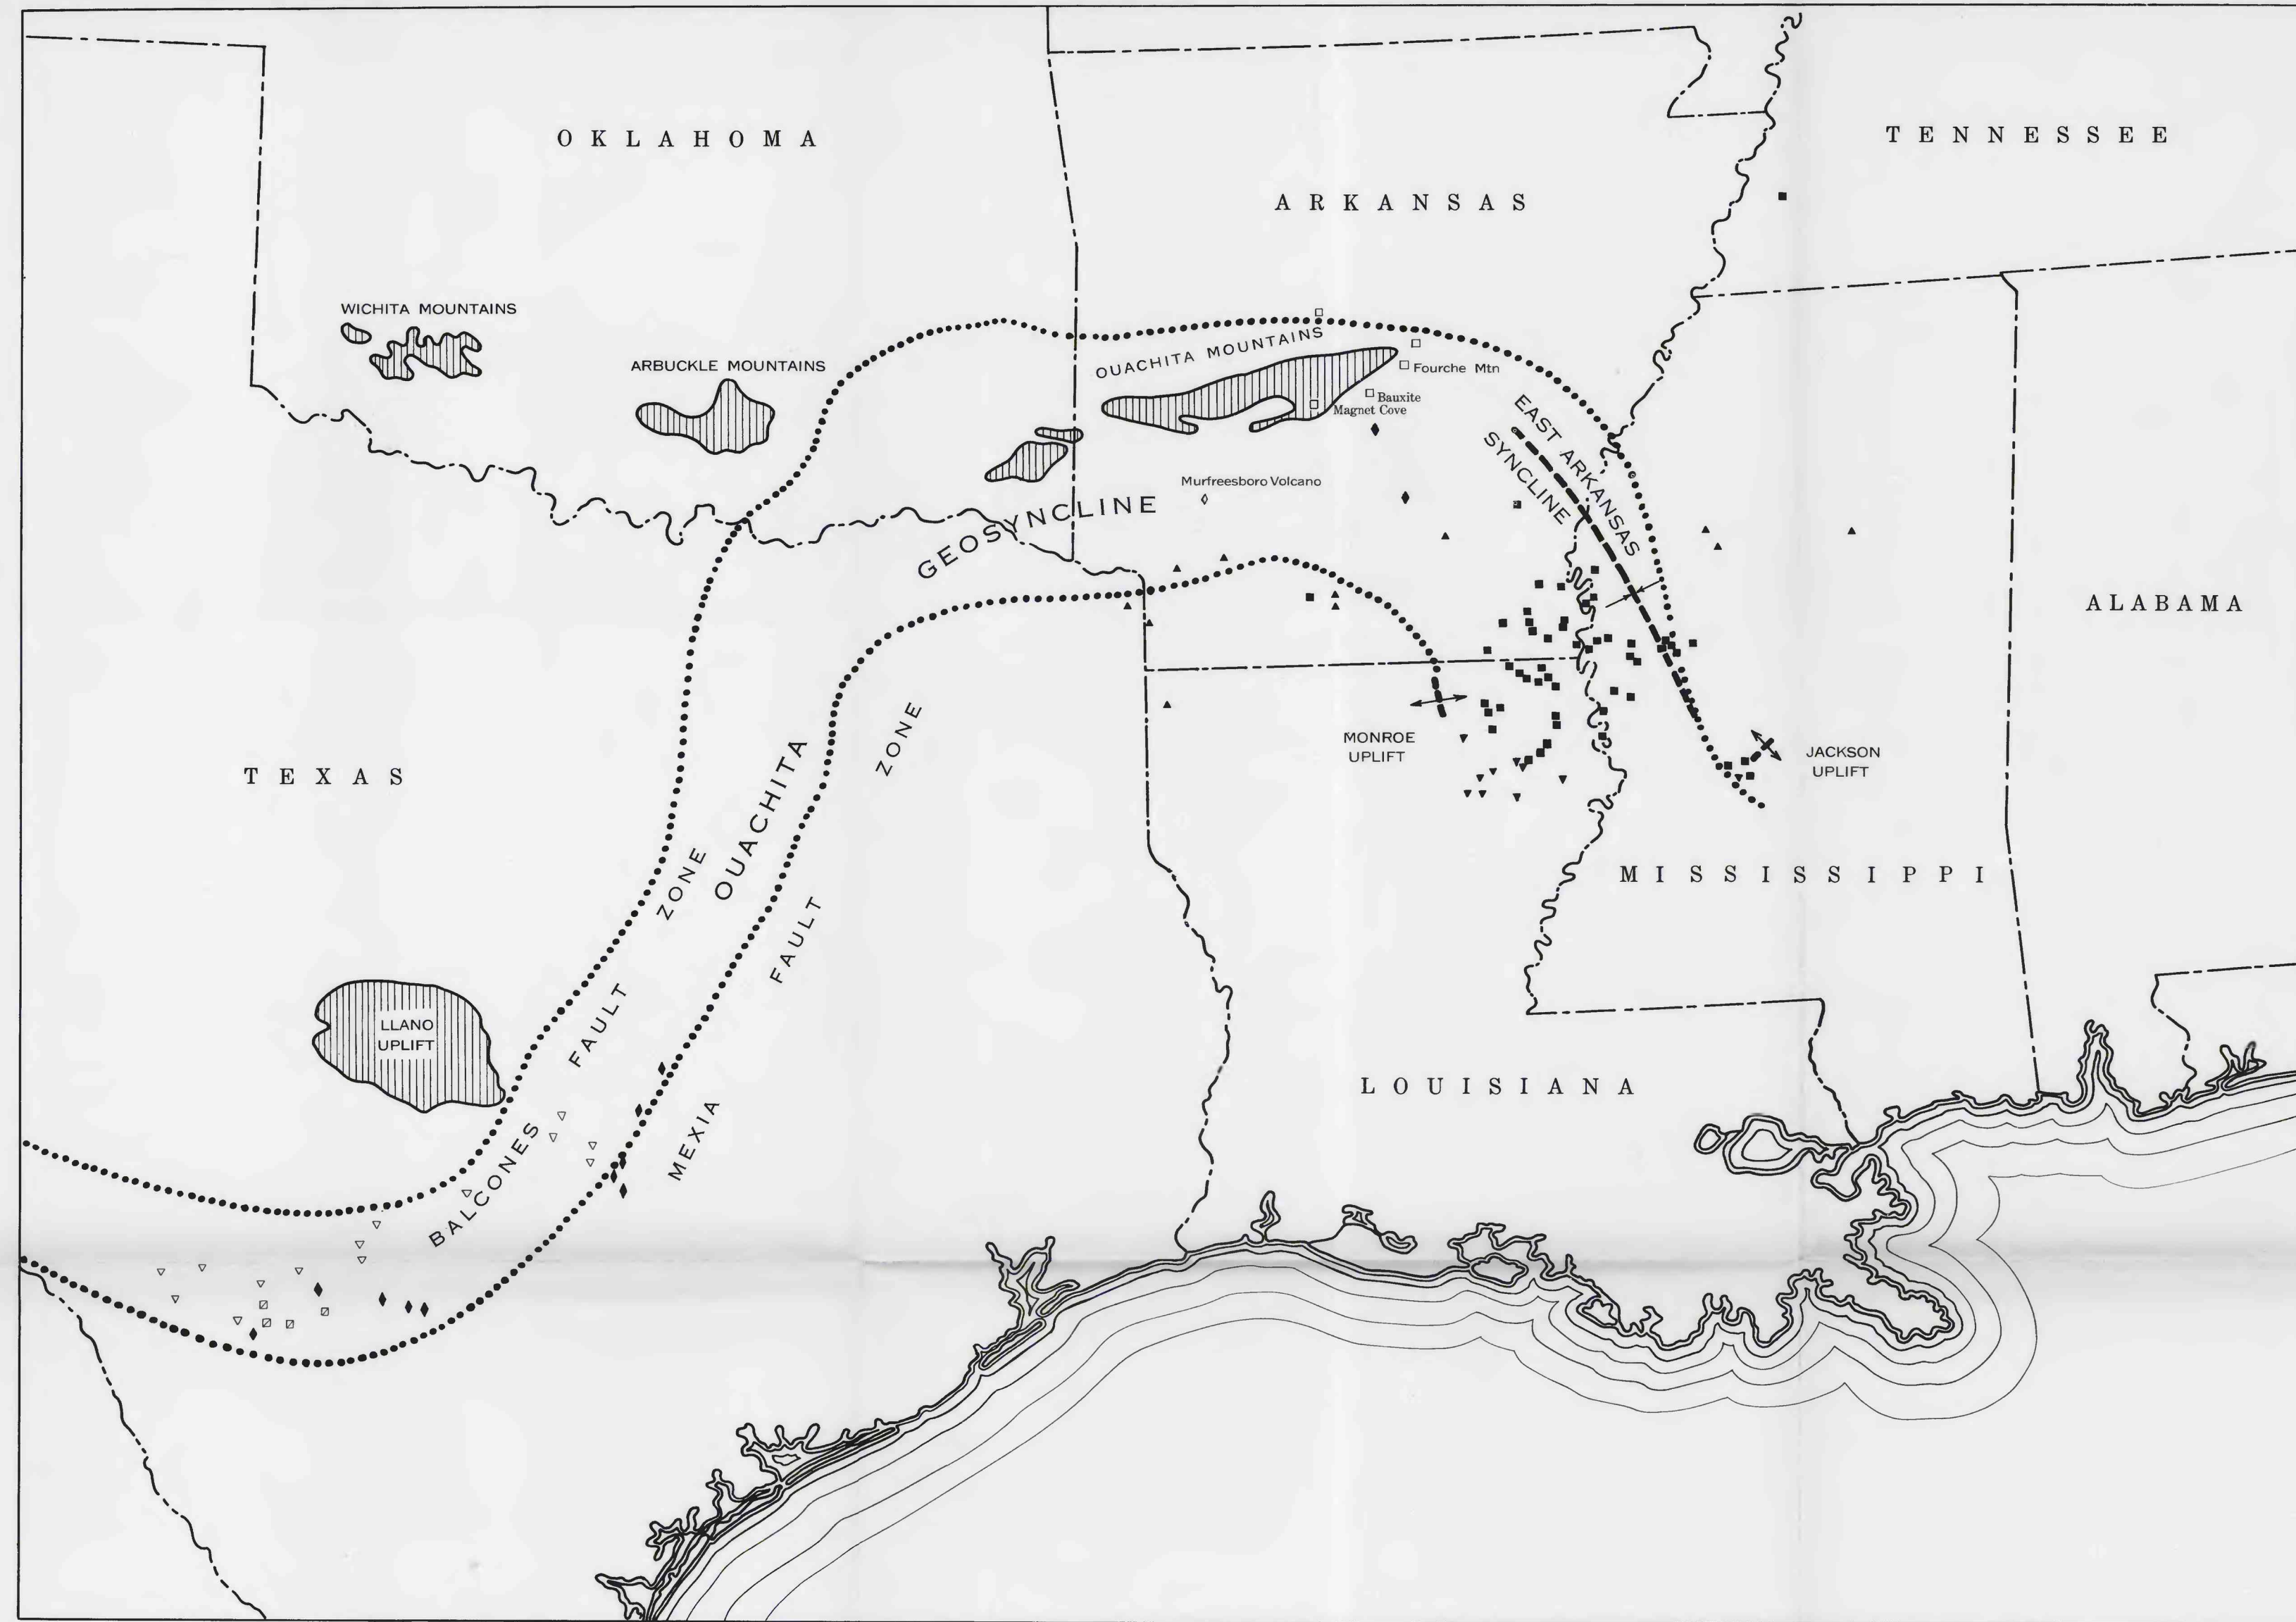 OKLAHOMA
TENNESSEE
ARKANSAS
WICHITA MOUNTAINS
ARBUCKLE MOUNTAINS
OUACHITA MOUNTAINS
Fourche Mtn
Bauxite
Magnet Cove
EAST ARKANSAS
SYNCLINE
Murfreesboro Volcano
OUACHITA GEOSYNCLINE
ALABAMA
TEXAS
MONROE
UPLIFT
JACKSON
UPLIFT
MISSISSIPPI
BALCONES FAULT ZONE
MEXIA FAULT ZONE
LLANO
UPLIFT
LOUISIANA